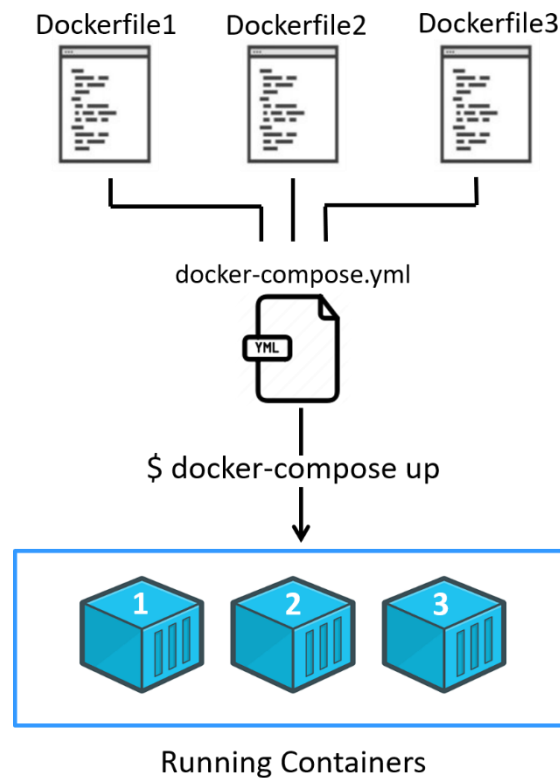 Dockerfile1
Dockerfile2
Dockerfile3
docker-compose.yml
YML
$ docker-compose up
1
2
3
Running Containers